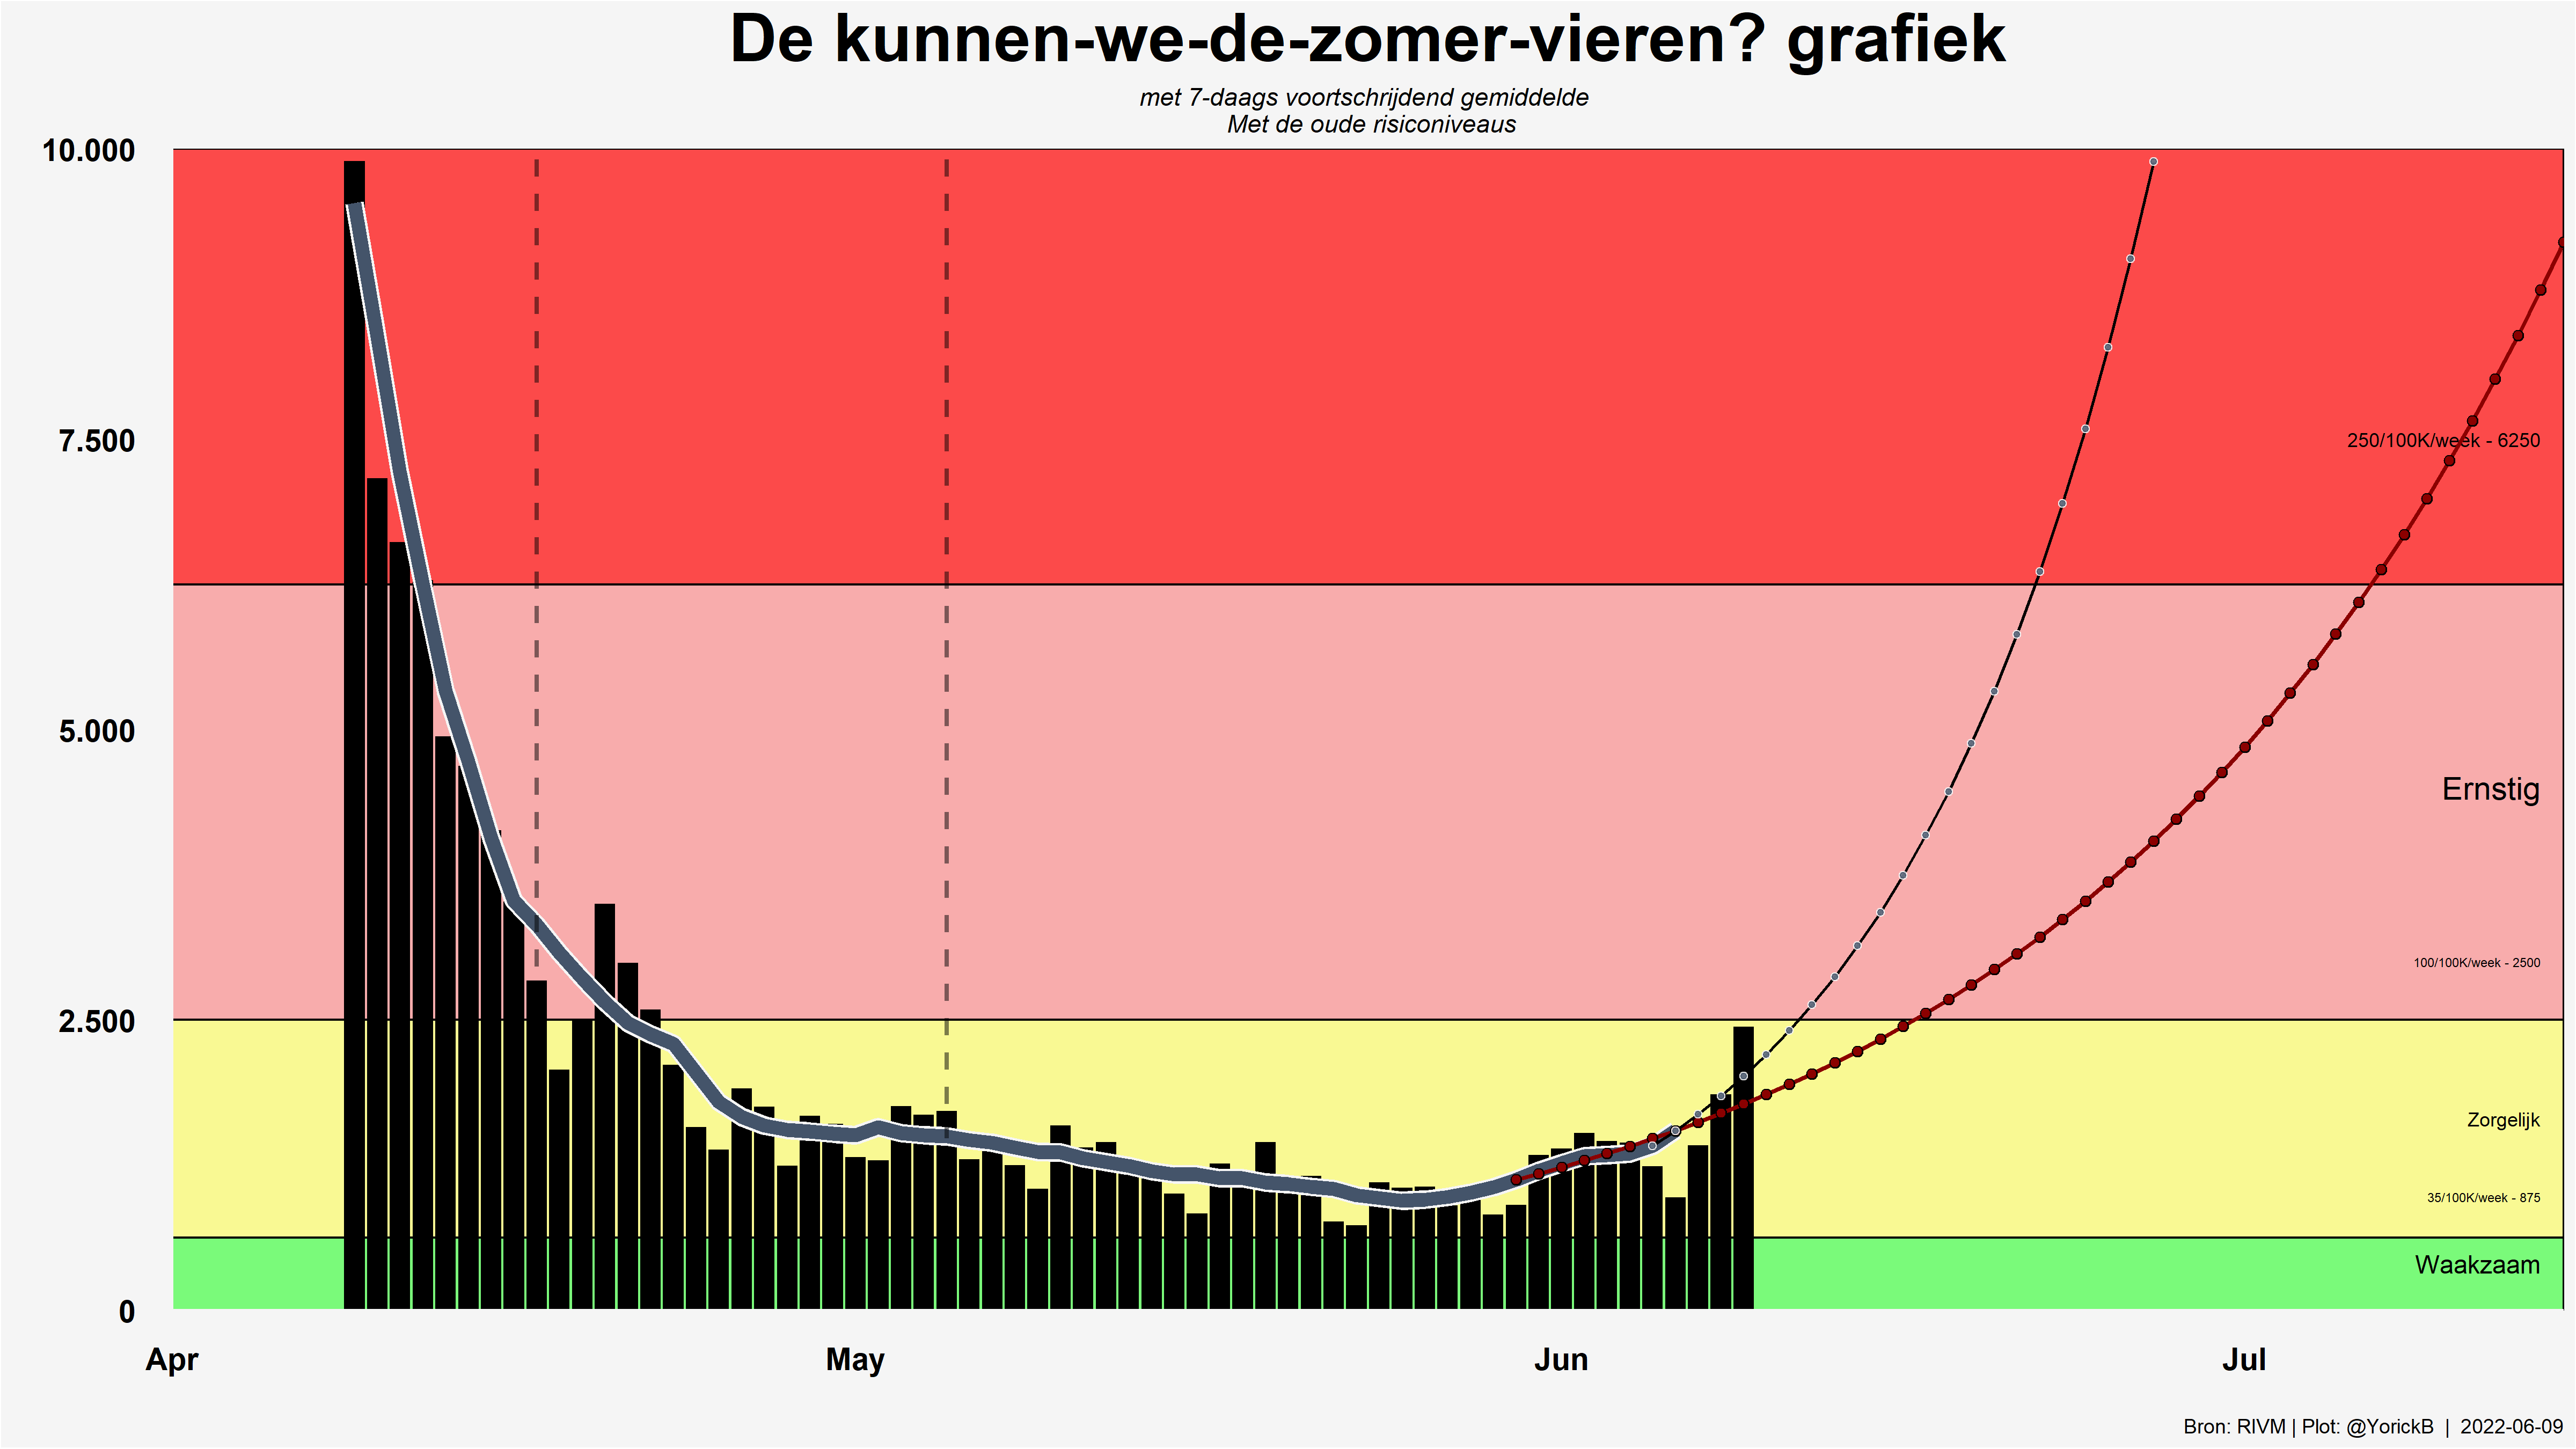 De kunnen-we-de-zomer-vieren? grafiek
met 7-daags voortschrijdend gemiddelde
Met de oude risiconiveaus
10.000
7.500
250/100K/week - 6250
5.000
Ernstig
100/100K/week - 2500
2.500
Zorgelijk
35/100K/week - 875
Waakzaam
0
Apr May Jun Jul
Bron: RIVM | Plot: @YorickB | 2022-06-09